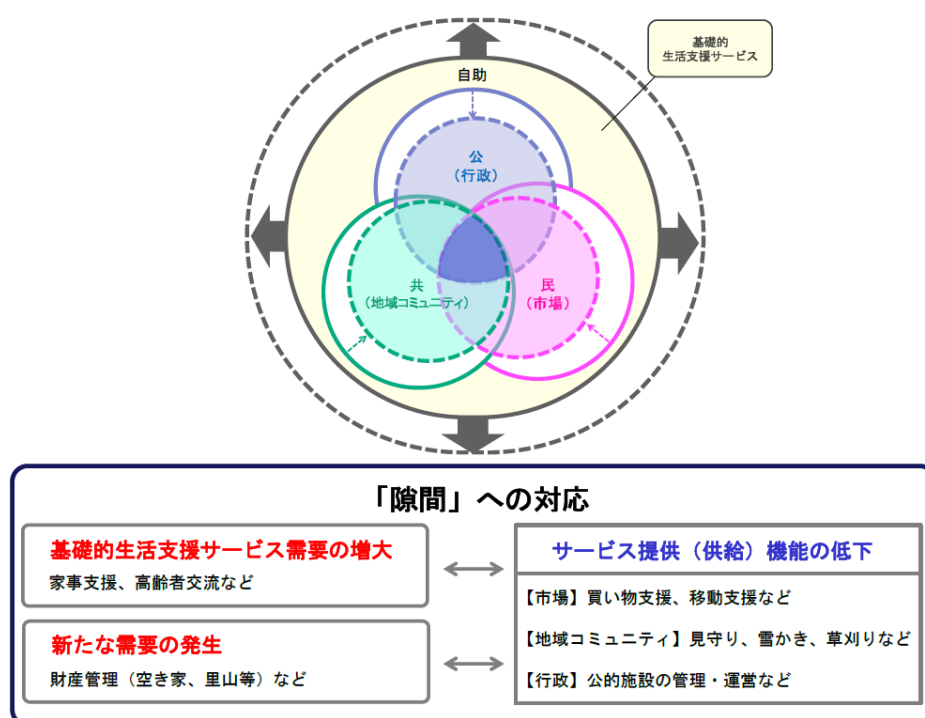 基礎的
生活支援サービス
自助
公
（行政）
共
（地域コミュニティ）
民
（市場）
「隙間」への対応
基礎的生活支援サービス需要の増大
家事支援、高齢者交流など
新たな需要の発生
財産管理（空き家、里山等）など
サービス提供（供給）機能の低下
【市場】買い物支援、移動支援など
【地域コミュニティ】見守り、雪かき、草刈りなど
【行政】公的施設の管理・運営など